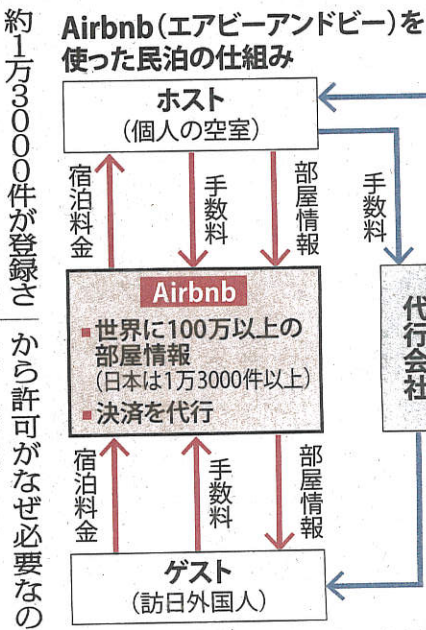 Airbnb(エアビーアンドビー)を
使った民泊の仕組み
ホスト
(個人の空室)
宿泊料金
手数料
部屋情報
手数料
Airbnb
▪世界に100万以上の
部屋情報
(日本は1万3000件以上)
▪決済を代行
代行会社
宿泊料金
手数料
部屋情報
ゲスト
(訪日外国人)
約1万3000件が登録さ
から許可がなぜ必要なの